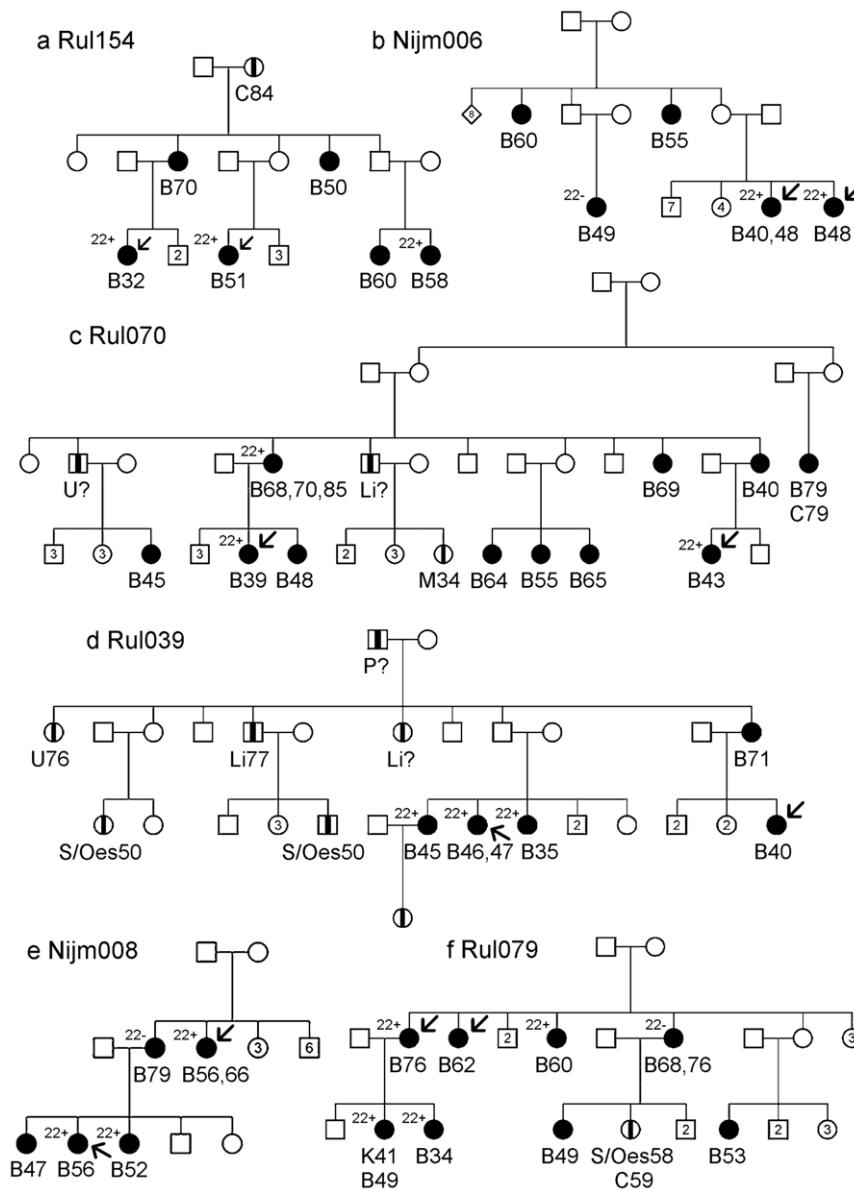 a Rul154
b Nijm006
C84
8
B60
B55
B70
B50
22-
7
4
22+
22+
B49
B40,48
B48
22+
2
22+
3
22+
B32
B51
B60
B58
c Rul070
22+
U?
B68,70,85
Li?
B69
B40
B79
C79
3
3
3
22+
2
3
22+
B45
B39
B48
M34
B64
B55
B65
B43
d Rul039
P?
U76
Li77
Li?
B71
3
22+
22+
22+
2
2
2
S/Oes50
S/Oes50
B45
B46,47
B35
B40
e Nijm008
f Rul079
22-
22+
3
6
22+
2
22+
22-
3
B79
B56,66
B76
B62
B60
B68,76
22+
22+
22+
22+
2
2
3
B47
B56
B52
K41
B49
B34
B49
S/Oes58
C59
B53